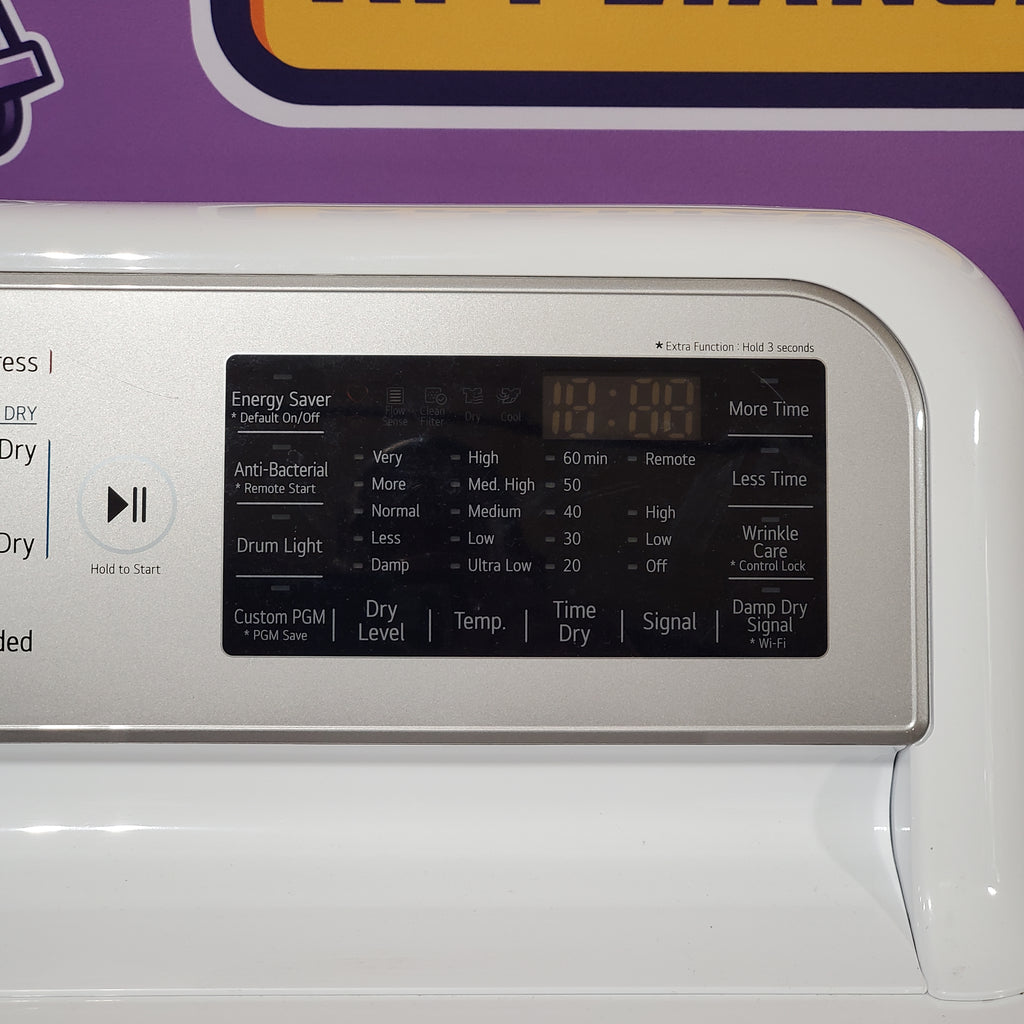 APPLIANC
ress
DRY
Dry
Dry
ded
Hold to Start
* Extra Function : Hold 3 seconds
Energy Saver
* Default On/Off
Anti-Bacterial
* Remote Start
Drum Light
Custom PGM
* PGM Save
Flow
Sense
Clean
Filter
Dry
Cool
Very
More
Normal
Less
Damp
Dry
Level
High
Med. High
Medium
Low
Ultra Low
Temp.
60 min
50
40
30
20
Time
Dry
Remote
High
Low
Off
Signal
More Time
Less Time
Wrinkle
Care
* Control Lock
Damp Dry
Signal
* Wi-Fi